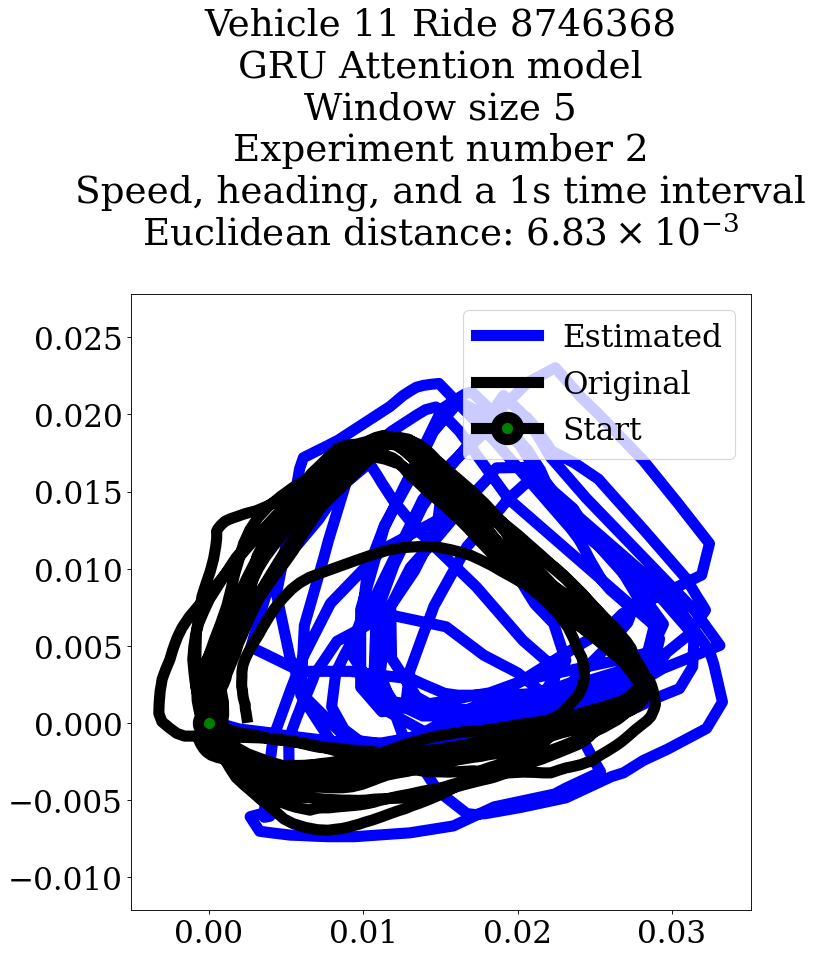 Vehicle 11 Ride 8746368
GRU Attention model
Window size 5
Experiment number 2
Speed, heading, and a 1s time interval
Euclidean distance: 6.83 × 10⁻³
Estimated
Original
Start
0.025
0.020
0.015
0.010
0.005
0.000
−0.005
−0.010
0.00 0.01 0.02 0.03